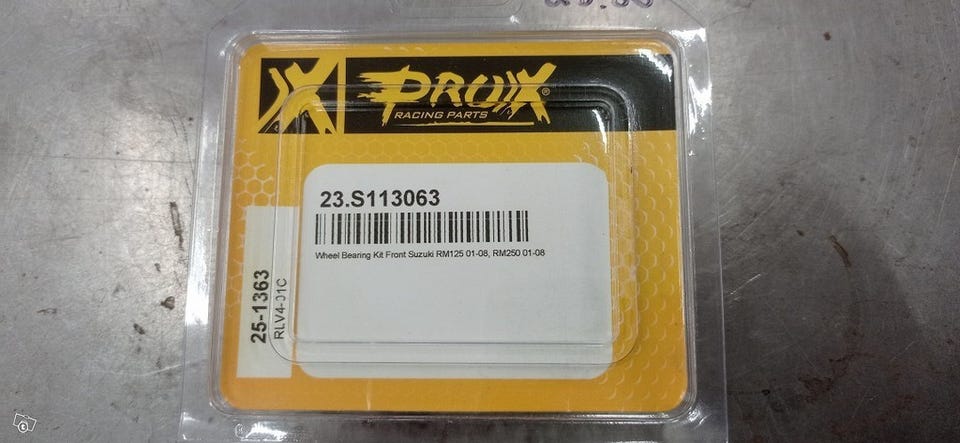 PROX®
RACING PARTS
23.S113063
Wheel Bearing Kit Front Suzuki RM125 01-08, RM250 01-08
25-1363
RLV4-01C